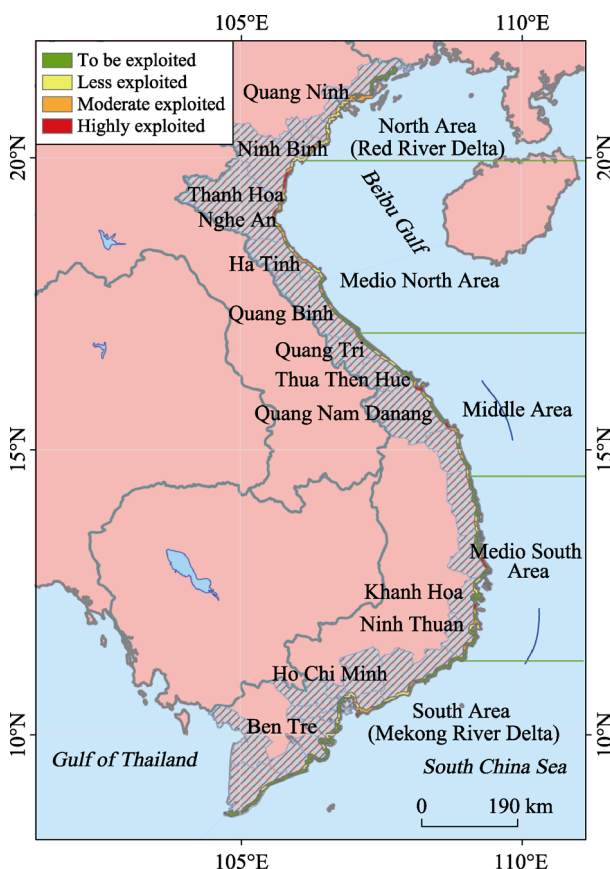 105°E
110°E
To be exploited
Less exploited
Moderate exploited
Highly exploited
Quang Ninh
North Area
(Red River Delta)
Ninh Binh
20°N
20°N
Beibu Gulf
Thanh Hoa
Nghe An
Ha Tinh
Medio North Area
Quang Binh
Quang Tri
Thua Then Hue
Middle Area
Quang Nam Danang
15°N
15°N
Medio South
Area
Khanh Hoa
Ninh Thuan
Ho Chi Minh
South Area
(Mekong River Delta)
Ben Tre
10°N
10°N
Gulf of Thailand
South China Sea
0
190 km
105°E
110°E